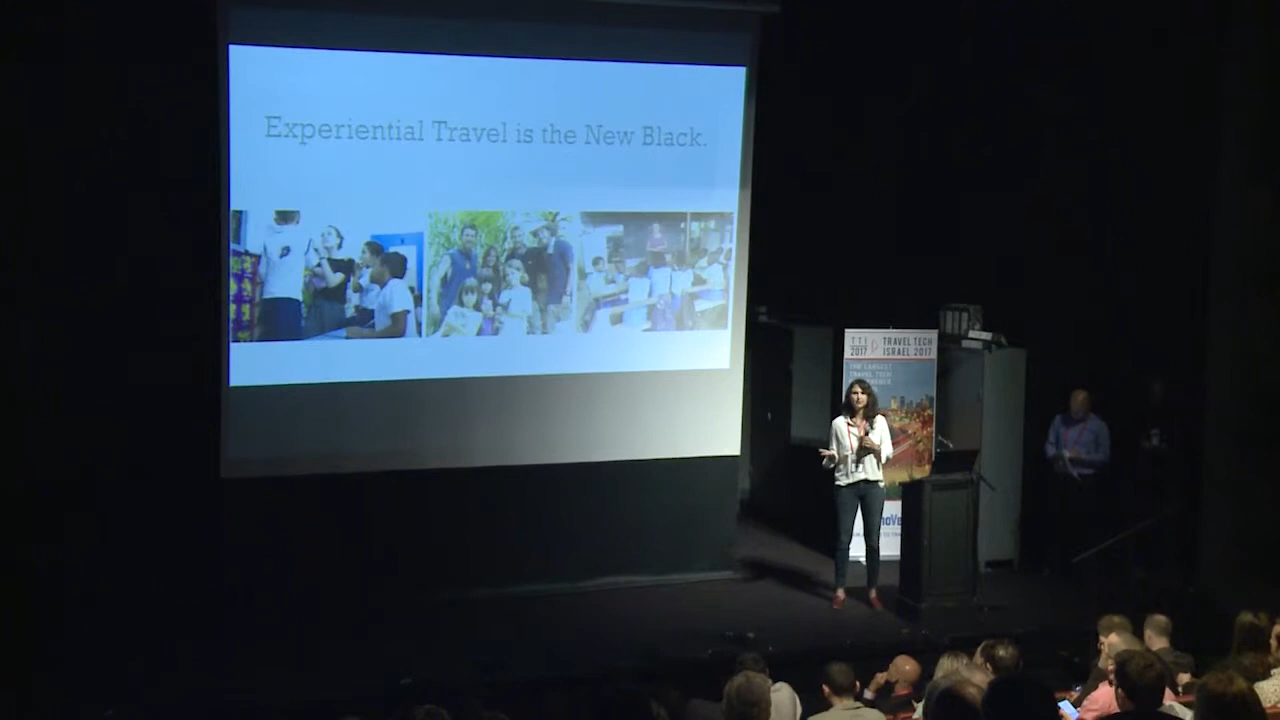 Experiential Travel is the New Black.
TTI
2017
TRAVEL TECH
ISRAEL 2017
THE LARGEST
TRAVEL TECH